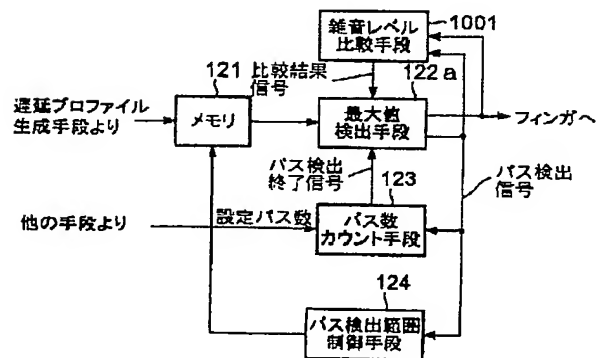 雑音レベル
比較手段
1001
121
比較結果
信号
122a
遅延プロファイル
生成手段より
メモリ
最大値
検出手段
フィンガへ
パス検出
終了信号
123
パス検出
信号
他の手段より
設定パス数
パス数
カウント手段
124
パス検出範囲
制御手段